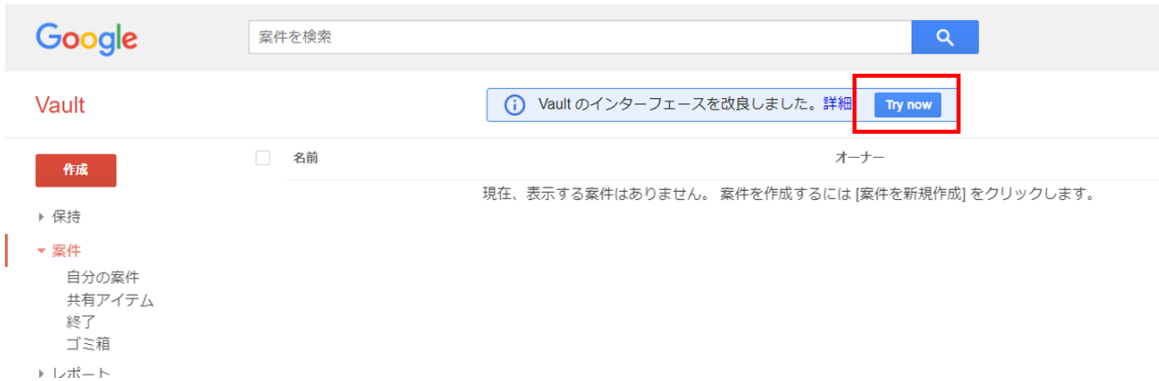 Google
案件を検索
Vault
Vault のインターフェースを改良しました。詳細
Try now
作成
名前
オーナー
現在、表示する案件はありません。 案件を作成するには [案件を新規作成] をクリックします。
保持
案件
自分の案件
共有アイテム
終了
ゴミ箱
レポート